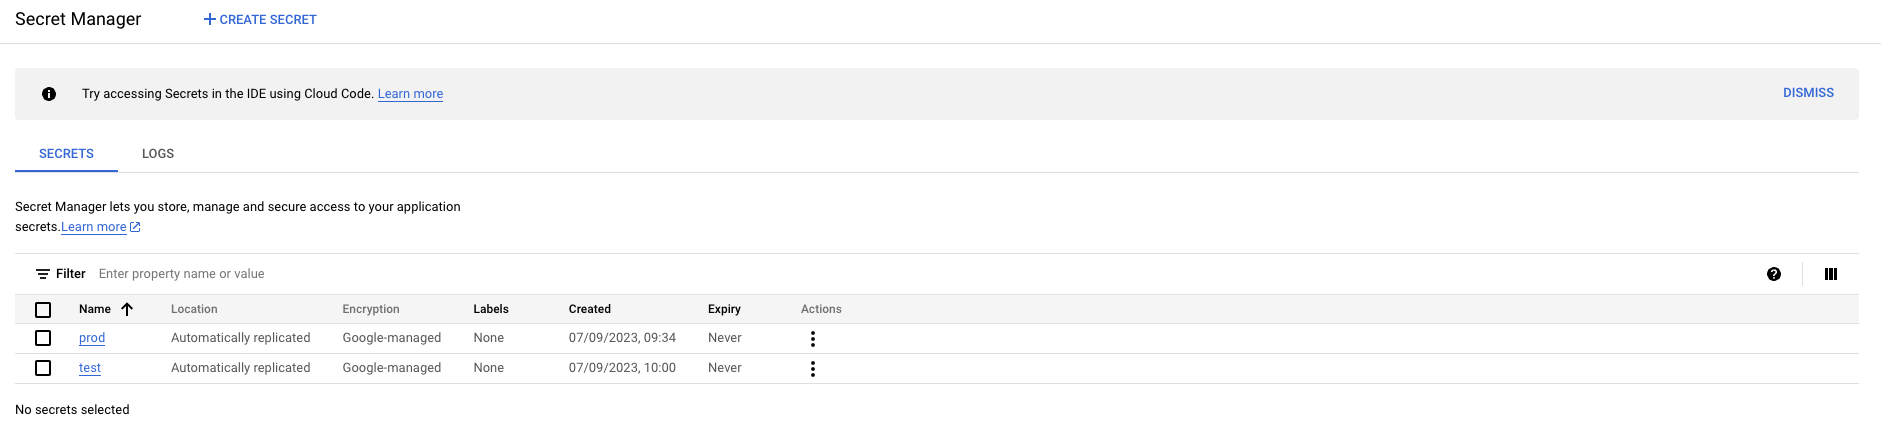 Secret Manager
CREATE SECRET
Try accessing Secrets in the IDE using Cloud Code. Learn more
DISMISS
SECRETS
LOGS
Secret Manager lets you store, manage and secure access to your application
secrets.Learn more
Filter Enter property name or value
Name Location Encryption Labels Created Expiry Actions
prod Automatically replicated Google-managed None 07/09/2023, 09:34 Never
test Automatically replicated Google-managed None 07/09/2023, 10:00 Never
No secrets selected